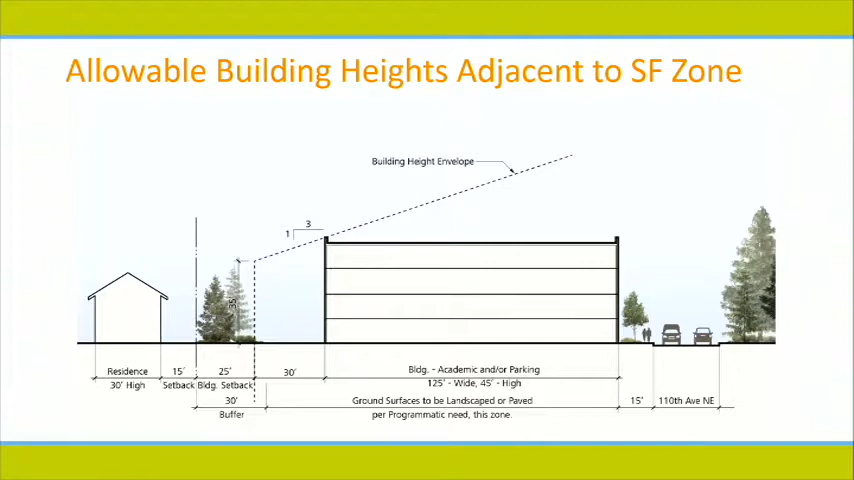 Allowable Building Heights Adjacent to SF Zone
Building Height Envelope
3
1
35'
Residence
15'
25'
30'
Bldg. - Academic and/or Parking
30' High
Setback
Bldg. Setback
125' - Wide, 45' - High
30'
Ground Surfaces to be Landscaped or Paved
15'
110th Ave NE
Buffer
per Programmatic need, this zone.